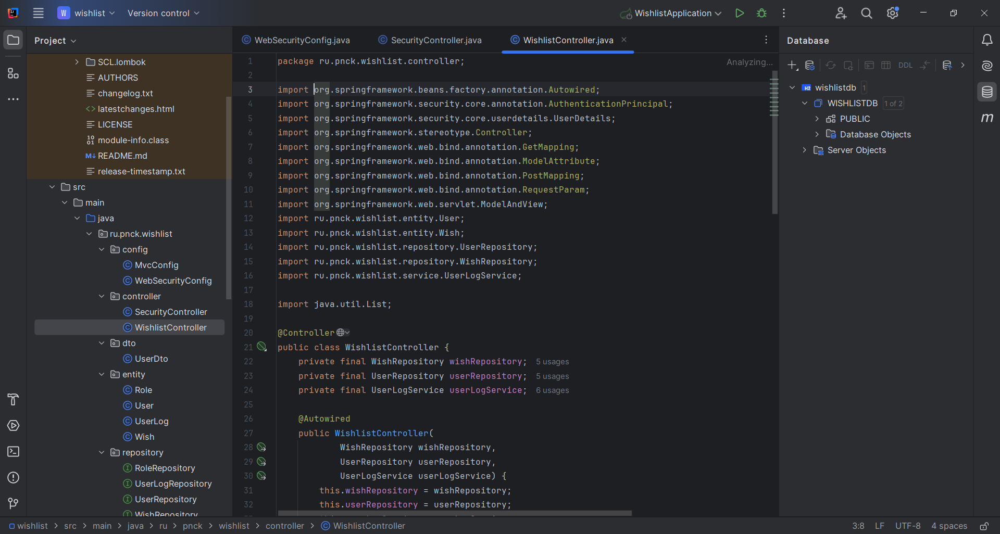 W wishlist Version control WishlistApplication
Project
WebSecurityConfig.java SecurityController.java WishlistController.java
Database
SCL.lombok
AUTHORS
changelog.txt
latestchanges.html
LICENSE
module-info.class
README.md
release-timestamp.txt
src
main
java
ru.pnck.wishlist
config
MvcConfig
WebSecurityConfig
controller
SecurityController
WishlistController
dto
UserDto
entity
Role
User
UserLog
Wish
repository
RoleRepository
UserLogRepository
UserRepository
WishRepository
Analyzing...
1 package ru.pnck.wishlist.controller;
2
3 import org.springframework.beans.factory.annotation.Autowired;
4 import org.springframework.security.core.annotation.AuthenticationPrincipal;
5 import org.springframework.security.core.userdetails.UserDetails;
6 import org.springframework.stereotype.Controller;
7 import org.springframework.web.bind.annotation.GetMapping;
8 import org.springframework.web.bind.annotation.ModelAttribute;
9 import org.springframework.web.bind.annotation.PostMapping;
10 import org.springframework.web.bind.annotation.RequestParam;
11 import org.springframework.web.servlet.ModelAndView;
12 import ru.pnck.wishlist.entity.User;
13 import ru.pnck.wishlist.entity.Wish;
14 import ru.pnck.wishlist.repository.UserRepository;
15 import ru.pnck.wishlist.repository.WishRepository;
16 import ru.pnck.wishlist.service.UserLogService;
17
18 import java.util.List;
19
20 @Controller
21 public class WishlistController {
22 private final WishRepository wishRepository; 5 usages
23 private final UserRepository userRepository; 5 usages
24 private final UserLogService userLogService; 6 usages
25
26 @Autowired
27 public WishlistController(
28 WishRepository wishRepository,
29 UserRepository userRepository,
30 UserLogService userLogService) {
31 this.wishRepository = wishRepository;
32 this.userRepository = userRepository;
DDL
wishlistdb 1
WISHLISTDB 1 of 2
PUBLIC
Database Objects
Server Objects
m
wishlist > src > main > java > ru > pnck > wishlist > controller > WishlistController
3:8 LF UTF-8 4 spaces